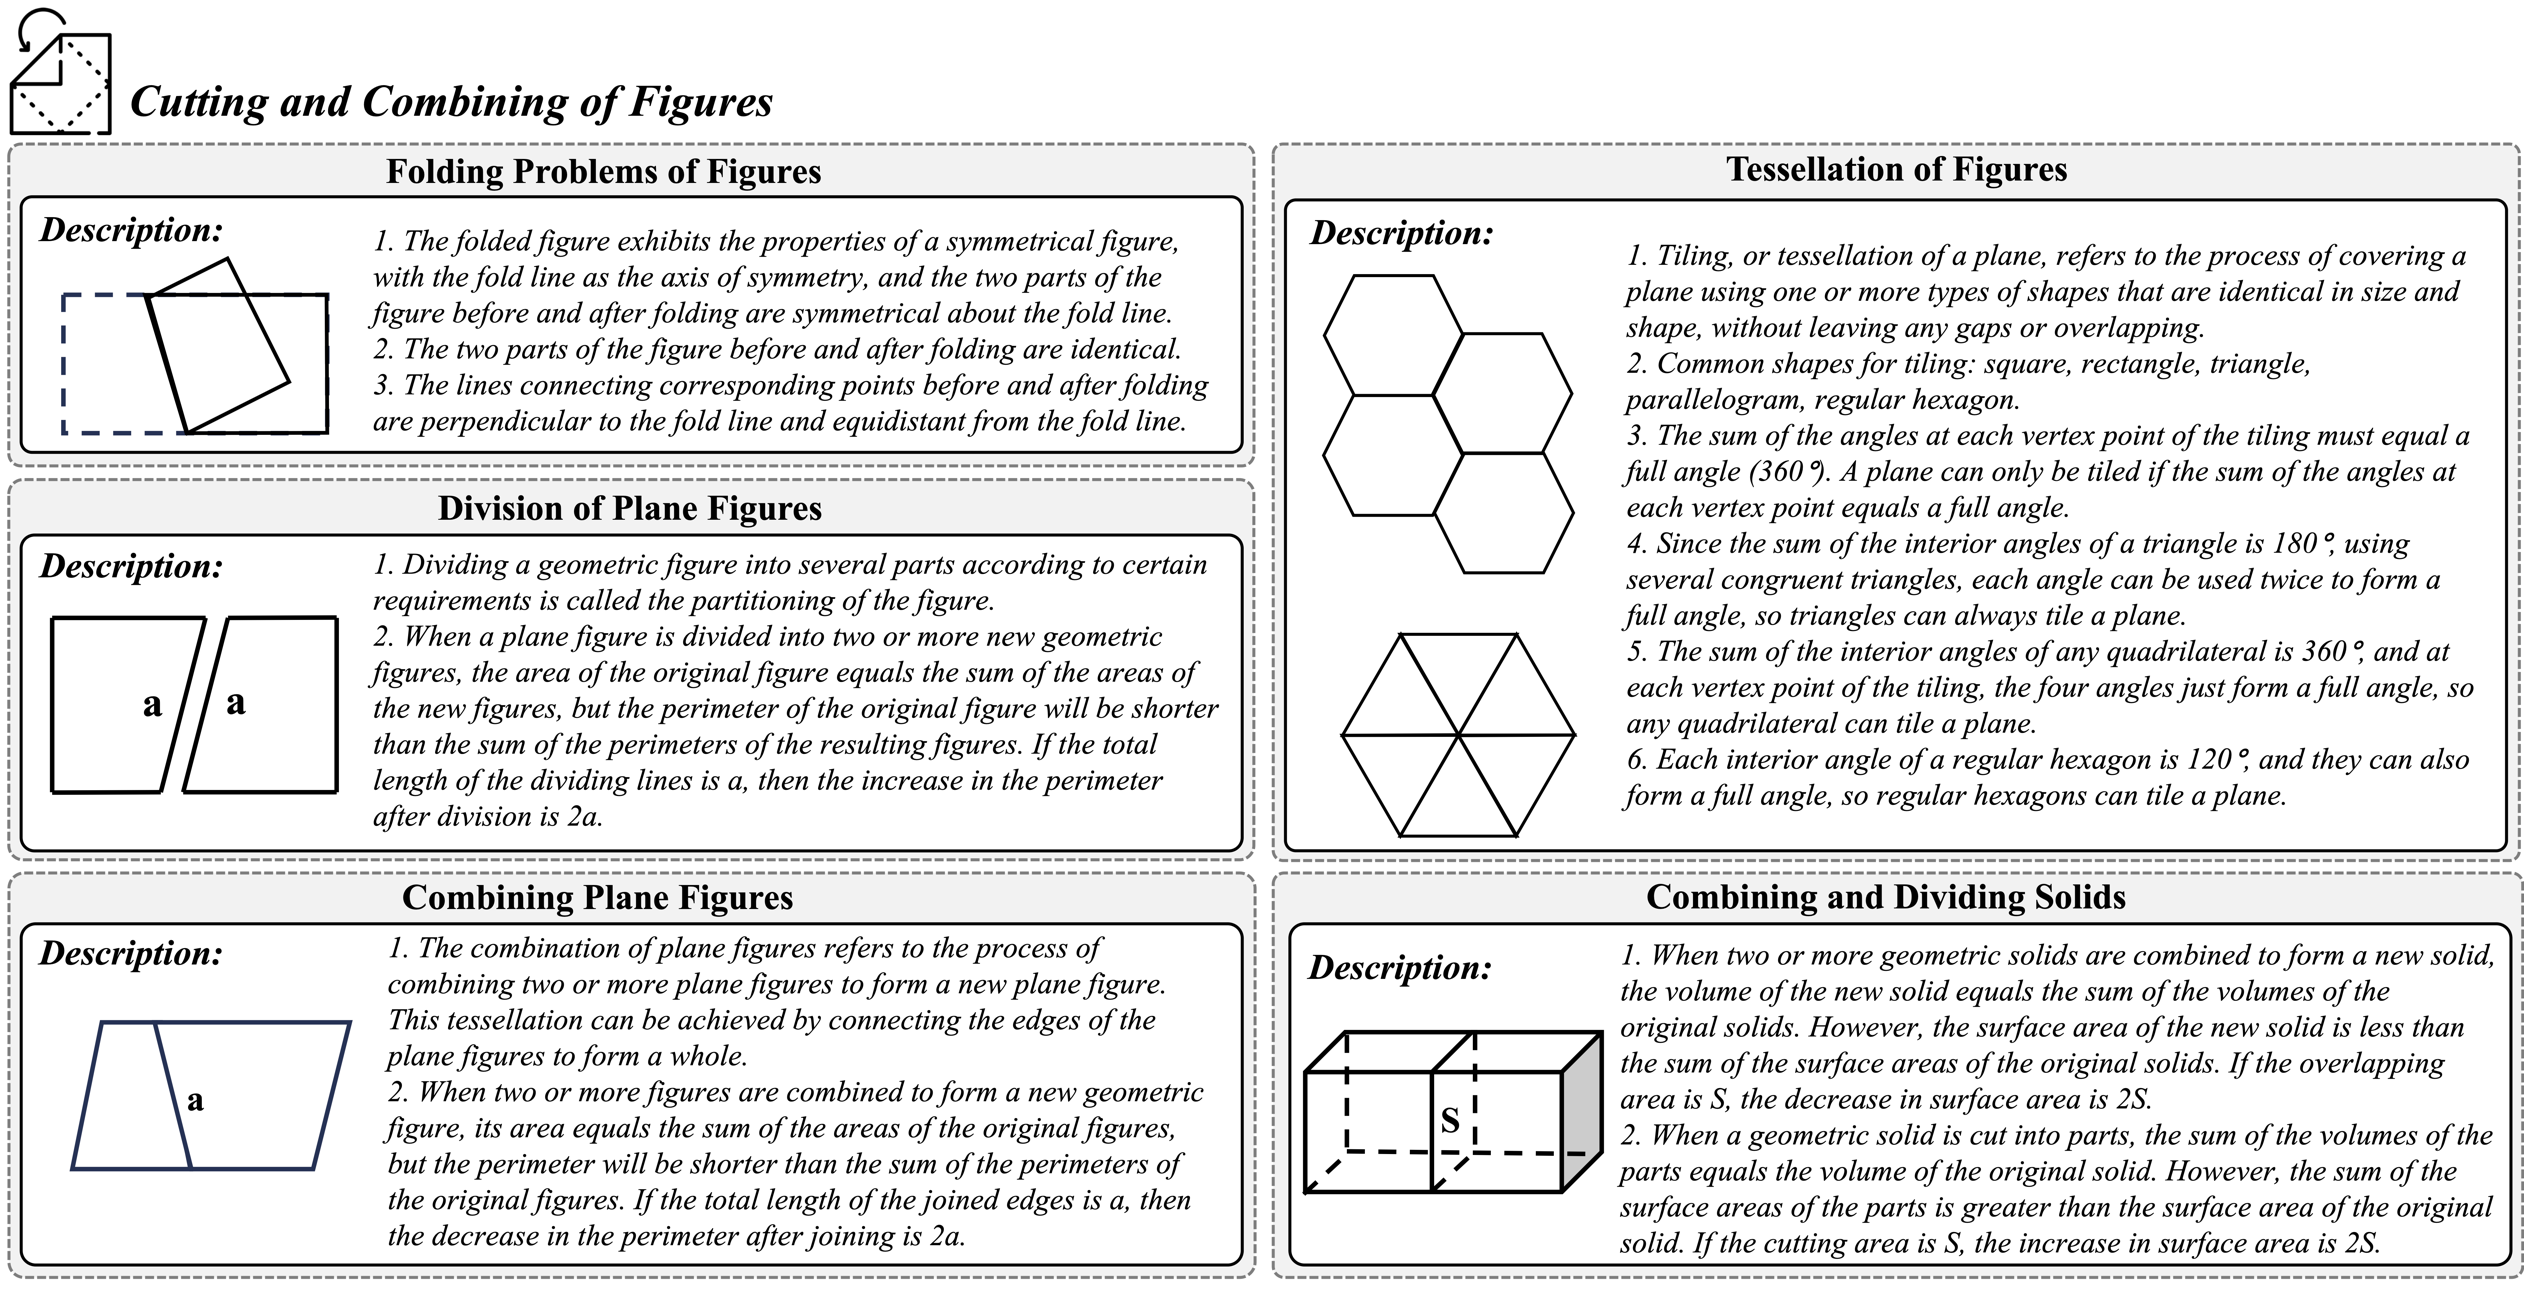 Cutting and Combining of Figures
Folding Problems of Figures
Description:
1. The folded figure exhibits the properties of a symmetrical figure,
with the fold line as the axis of symmetry, and the two parts of the
figure before and after folding are symmetrical about the fold line.
2. The two parts of the figure before and after folding are identical.
3. The lines connecting corresponding points before and after folding
are perpendicular to the fold line and equidistant from the fold line.
Division of Plane Figures
Description:
a
a
1. Dividing a geometric figure into several parts according to certain
requirements is called the partitioning of the figure.
2. When a plane figure is divided into two or more new geometric
figures, the area of the original figure equals the sum of the areas of
the new figures, but the perimeter of the original figure will be shorter
than the sum of the perimeters of the resulting figures. If the total
length of the dividing lines is a, then the increase in the perimeter
after division is 2a.
Combining Plane Figures
Description:
a
1. The combination of plane figures refers to the process of
combining two or more plane figures to form a new plane figure.
This tessellation can be achieved by connecting the edges of the
plane figures to form a whole.
2. When two or more figures are combined to form a new geometric
figure, its area equals the sum of the areas of the original figures,
but the perimeter will be shorter than the sum of the perimeters of
the original figures. If the total length of the joined edges is a, then
the decrease in the perimeter after joining is 2a.
Tessellation of Figures
Description:
1. Tiling, or tessellation of a plane, refers to the process of covering a
plane using one or more types of shapes that are identical in size and
shape, without leaving any gaps or overlapping.
2. Common shapes for tiling: square, rectangle, triangle,
parallelogram, regular hexagon.
3. The sum of the angles at each vertex point of the tiling must equal a
full angle (360°). A plane can only be tiled if the sum of the angles at
each vertex point equals a full angle.
4. Since the sum of the interior angles of a triangle is 180°, using
several congruent triangles, each angle can be used twice to form a
full angle, so triangles can always tile a plane.
5. The sum of the interior angles of any quadrilateral is 360°, and at
each vertex point of the tiling, the four angles just form a full angle, so
any quadrilateral can tile a plane.
6. Each interior angle of a regular hexagon is 120°, and they can also
form a full angle, so regular hexagons can tile a plane.
Combining and Dividing Solids
Description:
S
1. When two or more geometric solids are combined to form a new solid,
the volume of the new solid equals the sum of the volumes of the
original solids. However, the surface area of the new solid is less than
the sum of the surface areas of the original solids. If the overlapping
area is S, the decrease in surface area is 2S.
2. When a geometric solid is cut into parts, the sum of the volumes of the
parts equals the volume of the original solid. However, the sum of the
surface areas of the parts is greater than the surface area of the original
solid. If the cutting area is S, the increase in surface area is 2S.